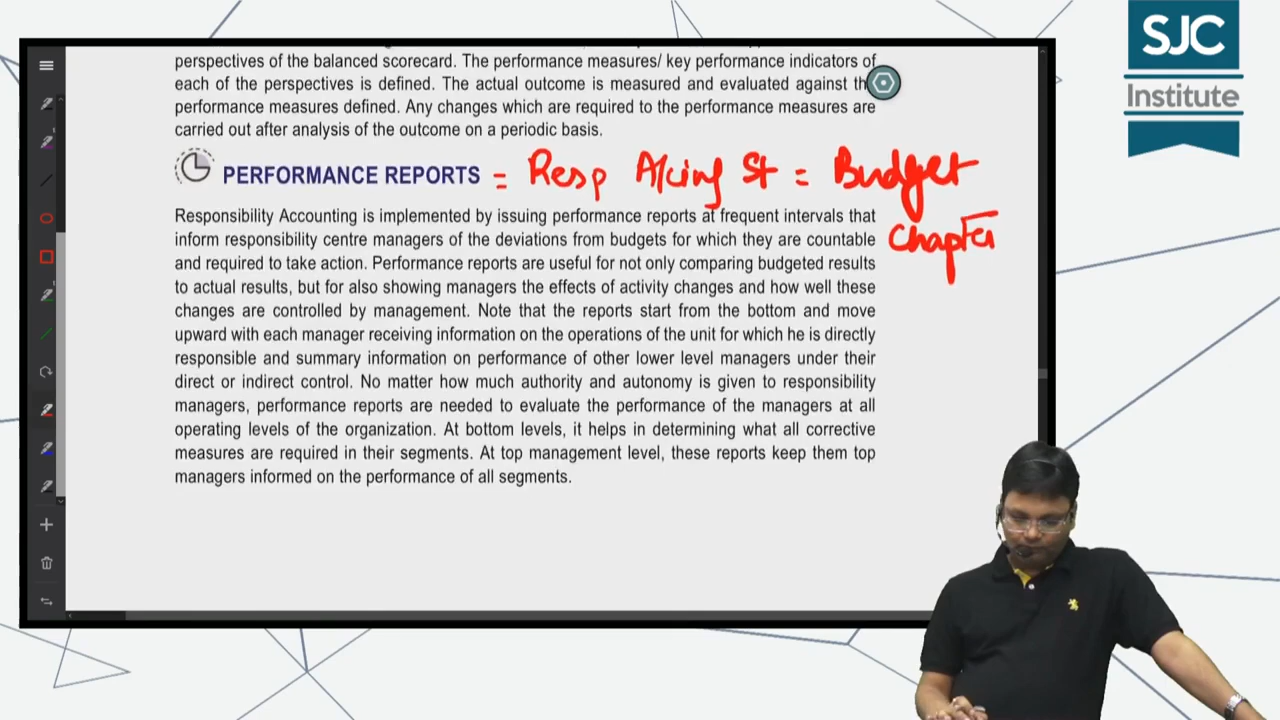 SJC
Institute
perspectives of the balanced scorecard. The performance measures/ key performance indicators of
each of the perspectives is defined. The actual outcome is measured and evaluated against th
performance measures defined. Any changes which are required to the performance measures are
carried out after analysis of the outcome on a periodic basis.
PERFORMANCE REPORTS = Resp A/cing St = Budget
Chapter
Responsibility Accounting is implemented by issuing performance reports at frequent intervals that
inform responsibility centre managers of the deviations from budgets for which they are countable
and required to take action. Performance reports are useful for not only comparing budgeted results
to actual results, but for also showing managers the effects of activity changes and how well these
changes are controlled by management. Note that the reports start from the bottom and move
upward with each manager receiving information on the operations of the unit for which he is directly
responsible and summary information on performance of other lower level managers under their
direct or indirect control. No matter how much authority and autonomy is given to responsibility
managers, performance reports are needed to evaluate the performance of the managers at all
operating levels of the organization. At bottom levels, it helps in determining what all corrective
measures are required in their segments. At top management level, these reports keep them top
managers informed on the performance of all segments.